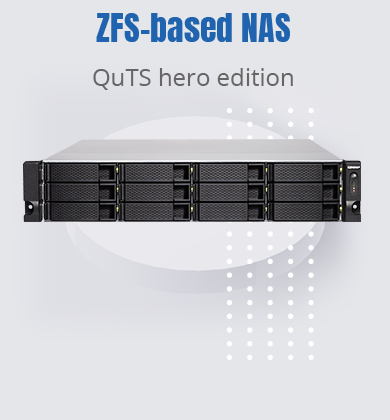 ZFS-based NAS
QuTS hero edition